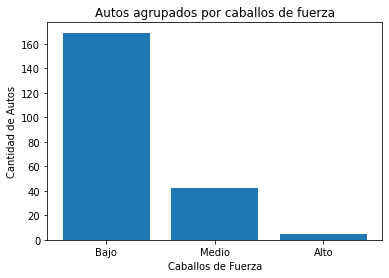 Autos agrupados por caballos de fuerza
Cantidad de Autos
160
140
120
100
80
60
40
20
0
Bajo Medio Alto
Caballos de Fuerza